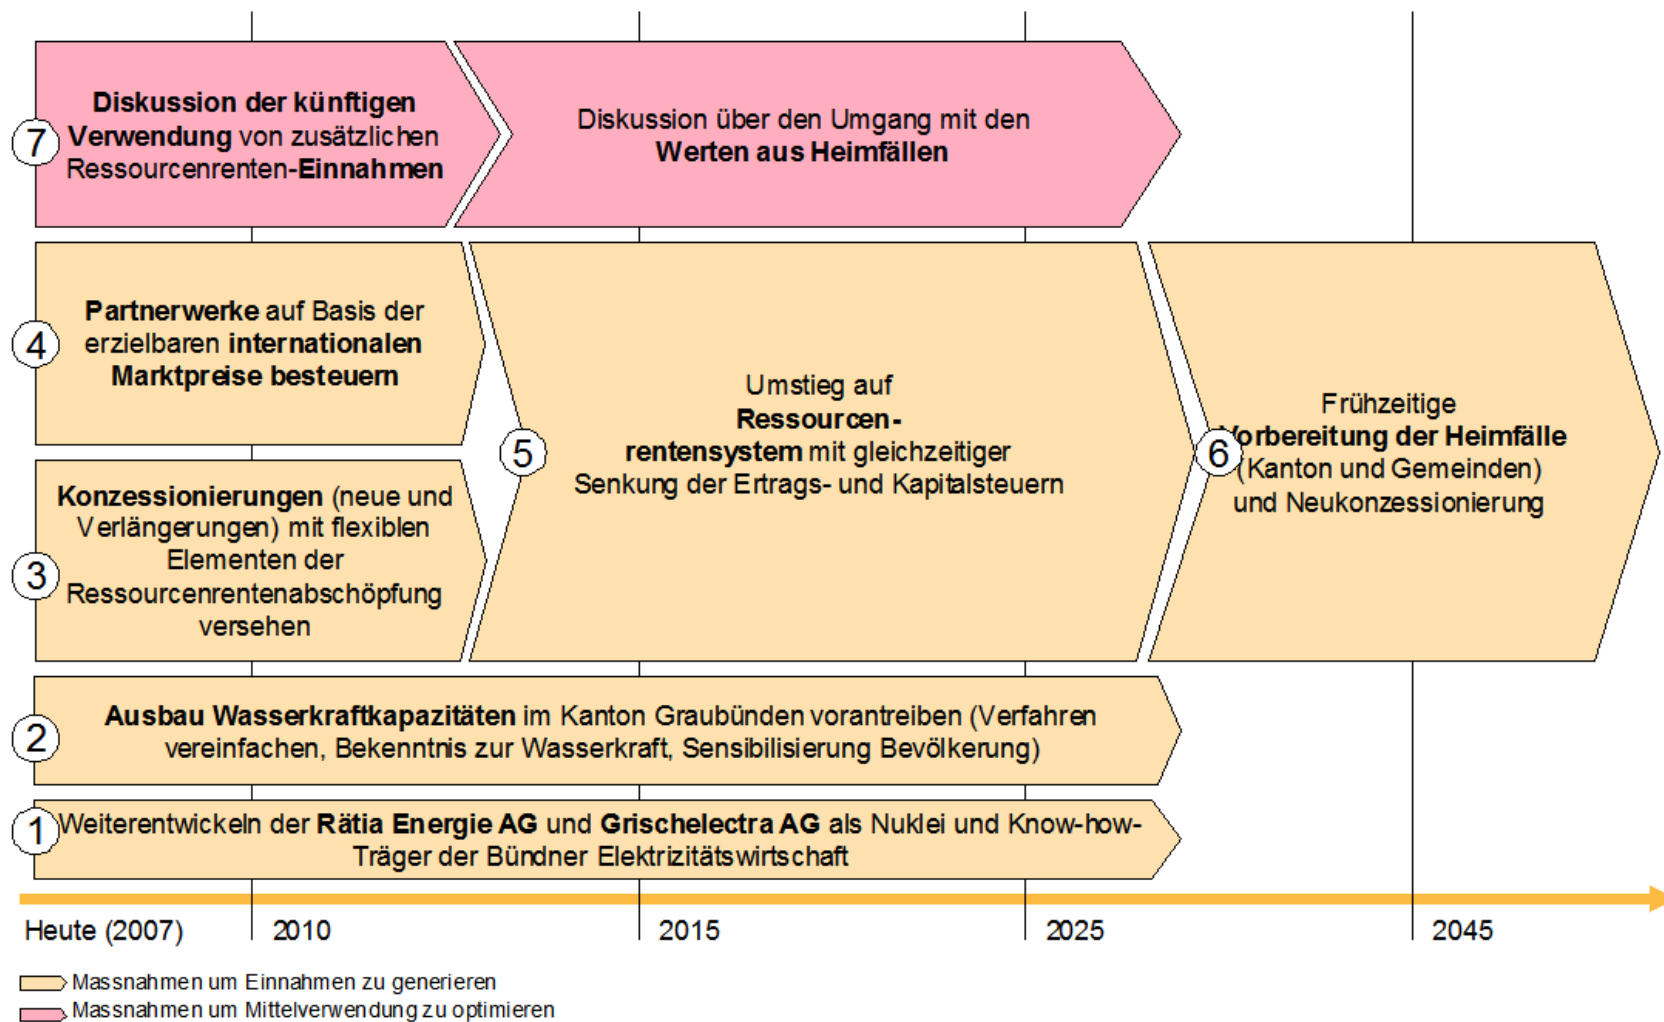 7
Diskussion der künftigen
Verwendung von zusätzlichen
Ressourcenrenten-Einnahmen
Diskussion über den Umgang mit den
Werten aus Heimfällen
4
Partnerwerke auf Basis der
erzielbaren internationalen
Marktpreise besteuern
3
Konzessionierungen (neue und
Verlängerungen) mit flexiblen
Elementen der
Ressourcenrentenabschöpfung
versehen
5
Umstieg auf
Ressourcen-
rentensystem mit gleichzeitiger
Senkung der Ertrags- und Kapitalsteuern
6
Frühzeitige
Vorbereitung der Heimfälle
(Kanton und Gemeinden)
und Neukonzessionierung
2
Ausbau Wasserkraftkapazitäten im Kanton Graubünden vorantreiben (Verfahren
vereinfachen, Bekenntnis zur Wasserkraft, Sensibilisierung Bevölkerung)
1
Weiterentwickeln der Rätia Energie AG und Grischelectra AG als Nuklei und Know-how-
Träger der Bündner Elektrizitätswirtschaft
Heute (2007)
2010
2015
2025
2045
Massnahmen um Einnahmen zu generieren
Massnahmen um Mittelverwendung zu optimieren